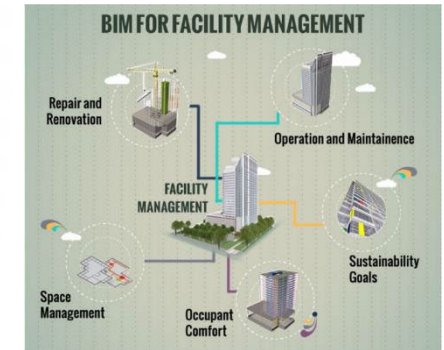 BIM FOR FACILITY MANAGEMENT
Repair and
Renovation
Operation and Maintainence
FACILITY
MANAGEMENT
Sustainability
Goals
Space
Management
Occupant
Comfort